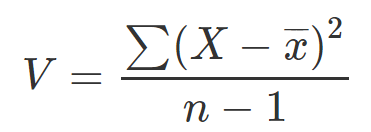 V = ∑(X − x̄)² / (n − 1)